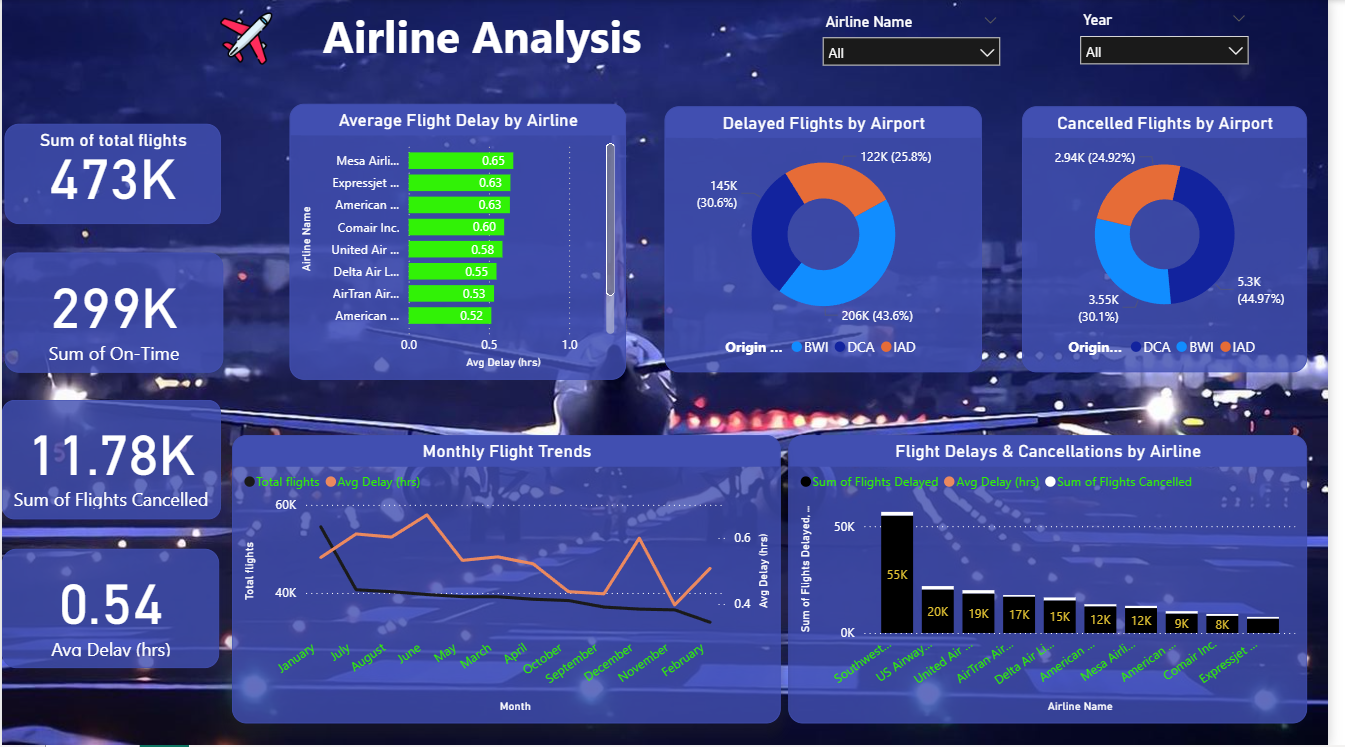 Airline Analysis
Airline Name
All
Year
All
Sum of total flights
473K
299K
Sum of On-Time
11.78K
Sum of Flights Cancelled
0.54
Avg Delay (hrs)
Average Flight Delay by Airline
Airline Name
Mesa Airli... 0.65
Expressjet ... 0.63
American ... 0.63
Comair Inc. 0.60
United Air ... 0.58
Delta Air L... 0.55
AirTran Air... 0.53
American ... 0.52
0.0 0.5 1.0
Avg Delay (hrs)
Delayed Flights by Airport
122K (25.8%)
145K
(30.6%)
206K (43.6%)
Origin ... BWI DCA IAD
Cancelled Flights by Airport
2.94K (24.92%)
5.3K
(44.97%)
3.55K
(30.1%)
Origin... DCA BWI IAD
Monthly Flight Trends
Total flights Avg Delay (hrs)
Total flights
60K
40K
0.6
0.4
Avg Delay (hrs)
January July August June May March April October September December November February
Month
Flight Delays & Cancellations by Airline
Sum of Flights Delayed Avg Delay (hrs) Sum of Flights Cancelled
Sum of Flights Delayed, ...
50K
0K
55K 20K 19K 17K 15K 12K 12K 9K 8K
Southwest... US Airway... United Air ... AirTran Air... Delta Air Li... American ... Mesa Airli... American ... Comair Inc. Expressjet ...
Airline Name